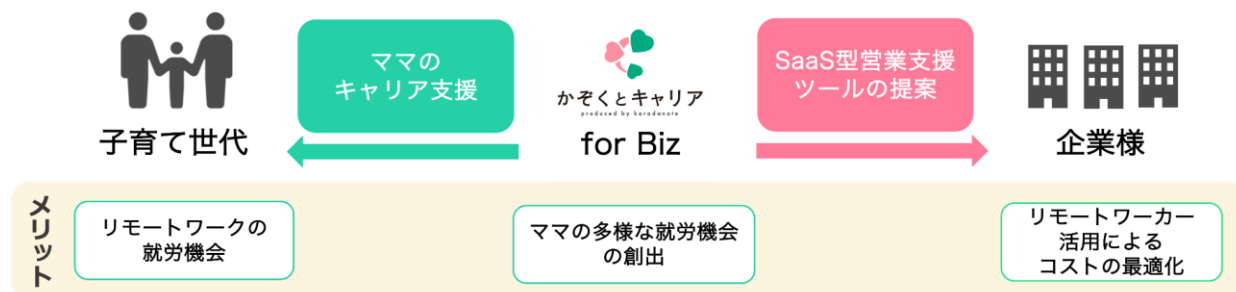 ママの
キャリア支援
SaaS型営業支援
ツールの提案
かぞくとキャリア
produced by karadanote
子育て世代
for Biz
企業様
メリット
リモートワークの
就労機会
ママの多様な就労機会
の創出
リモートワーカー
活用による
コストの最適化